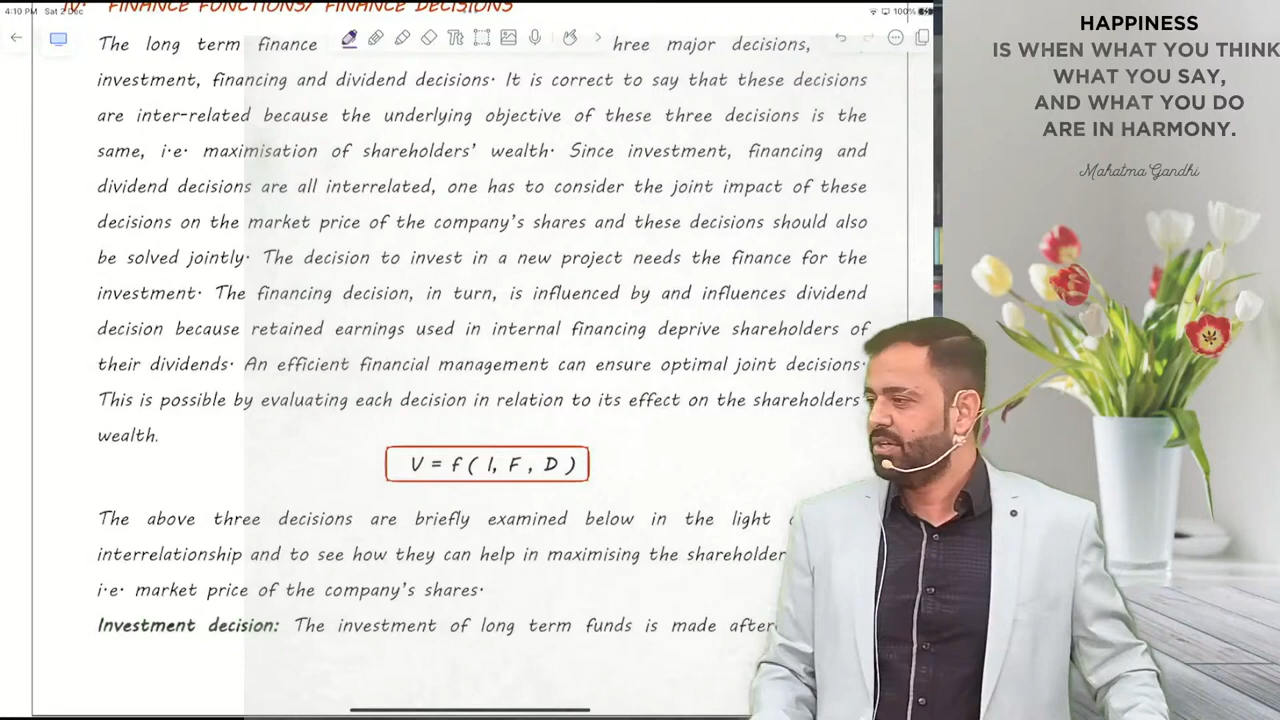 4:10 PM Sat 2 Dec
100%
IV. FINANCE FUNCTIONS/ FINANCE DECISIONS
The long term finance hree major decisions,
investment, financing and dividend decisions. It is correct to say that these decisions
are inter-related because the underlying objective of these three decisions is the
same, i.e. maximisation of shareholders' wealth. Since investment, financing and
dividend decisions are all interrelated, one has to consider the joint impact of these
decisions on the market price of the company's shares and these decisions should also
be solved jointly. The decision to invest in a new project needs the finance for the
investment. The financing decision, in turn, is influenced by and influences dividend
decision because retained earnings used in internal financing deprive shareholders of
their dividends. An efficient financial management can ensure optimal joint decisions.
This is possible by evaluating each decision in relation to its effect on the shareholders'
wealth.
V = f ( I, F , D )
The above three decisions are briefly examined below in the light
interrelationship and to see how they can help in maximising the shareholder
i.e. market price of the company's shares.
Investment decision: The investment of long term funds is made after
HAPPINESS
IS WHEN WHAT YOU THINK
WHAT YOU SAY,
AND WHAT YOU DO
ARE IN HARMONY.
Mahatma Gandhi